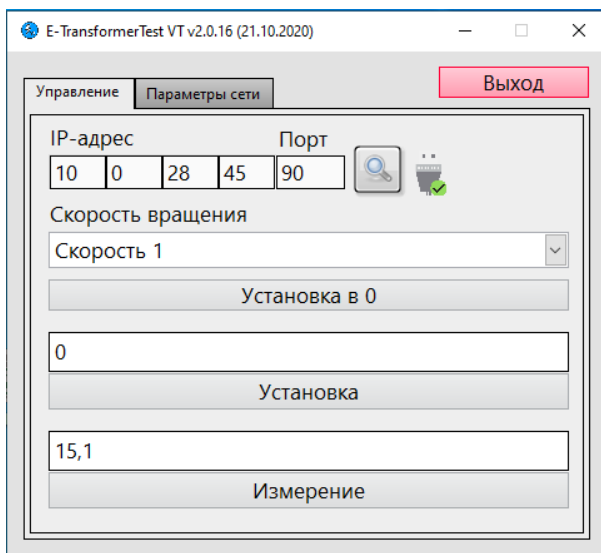 E-TransformerTest VT v2.0.16 (21.10.2020)
Выход
Управление Параметры сети
IP-адрес Порт
10 0 28 45 90
Скорость вращения
Скорость 1
Установка в 0
0
Установка
15,1
Измерение